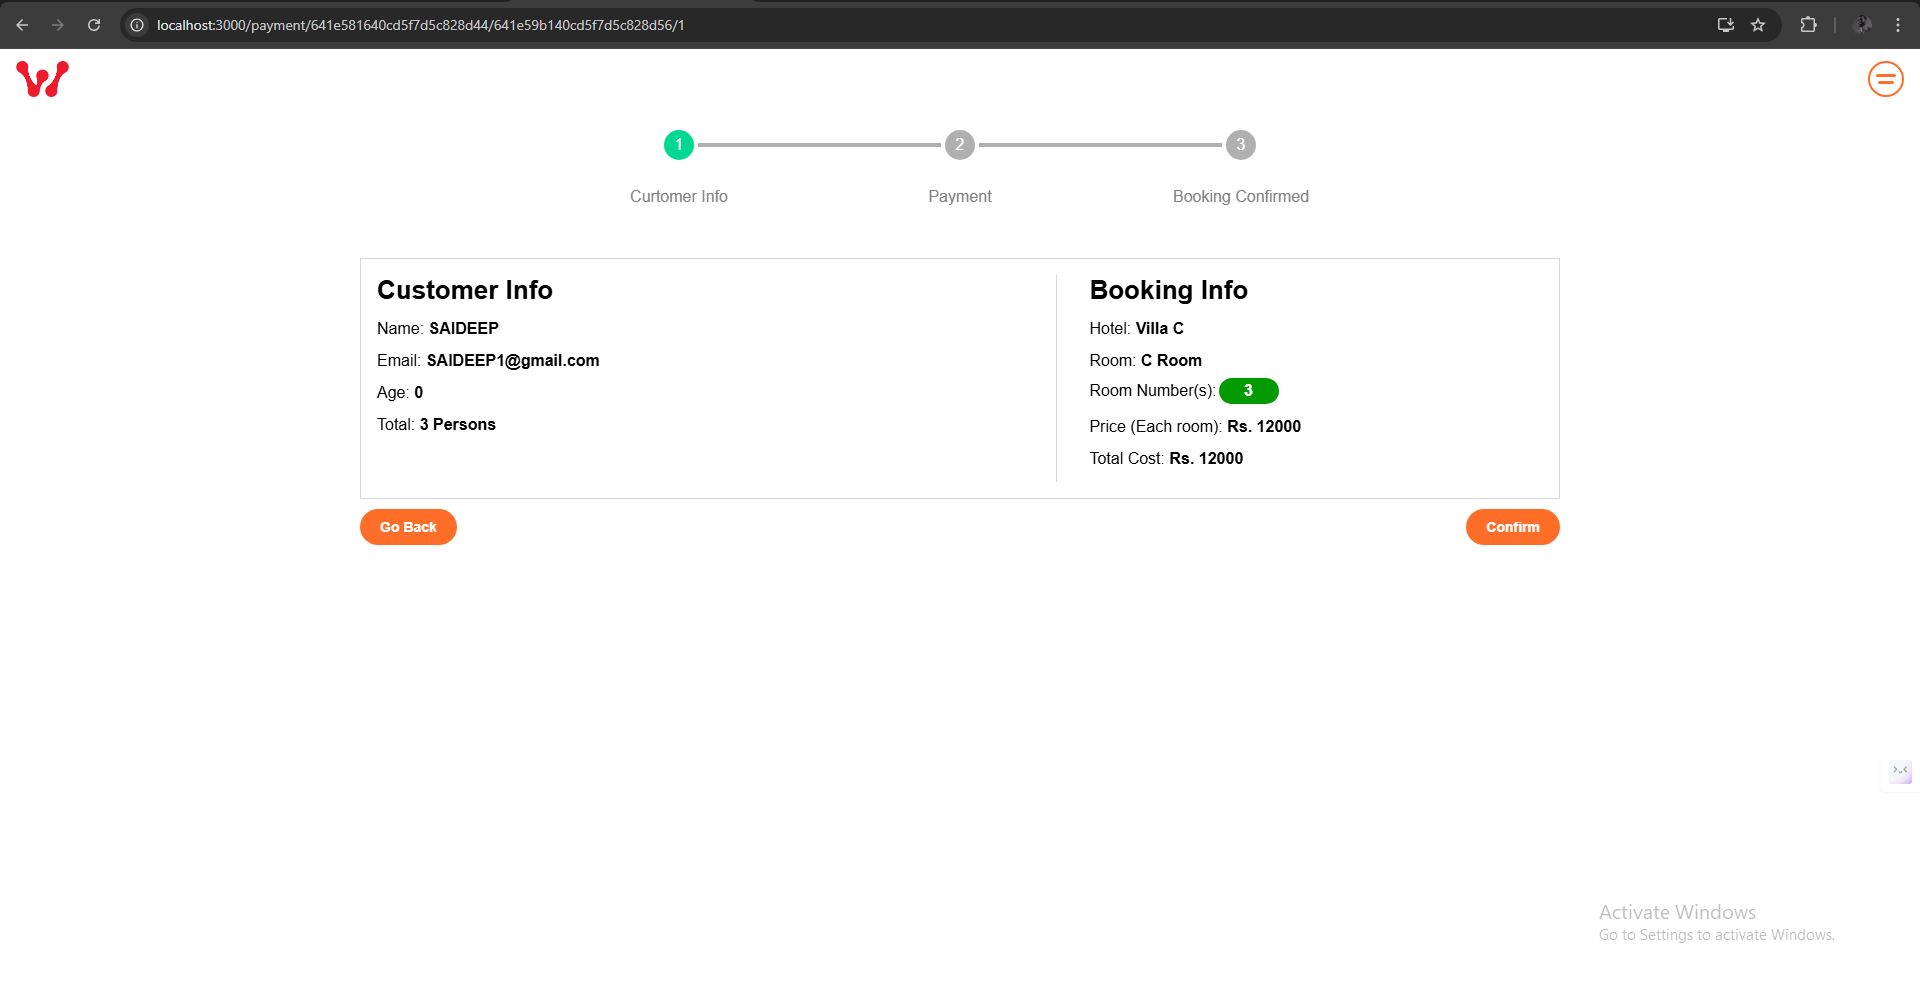 localhost:3000/payment/641e581640cd5f7d5c828d44/641e59b140cd5f7d5c828d56/1
1
2
3
Curtomer Info
Payment
Booking Confirmed
Customer Info
Name: SAIDEEP
Email: SAIDEEP1@gmail.com
Age: 0
Total: 3 Persons
Booking Info
Hotel: Villa C
Room: C Room
Room Number(s): 3
Price (Each room): Rs. 12000
Total Cost: Rs. 12000
Go Back
Confirm
Activate Windows
Go to Settings to activate Windows.